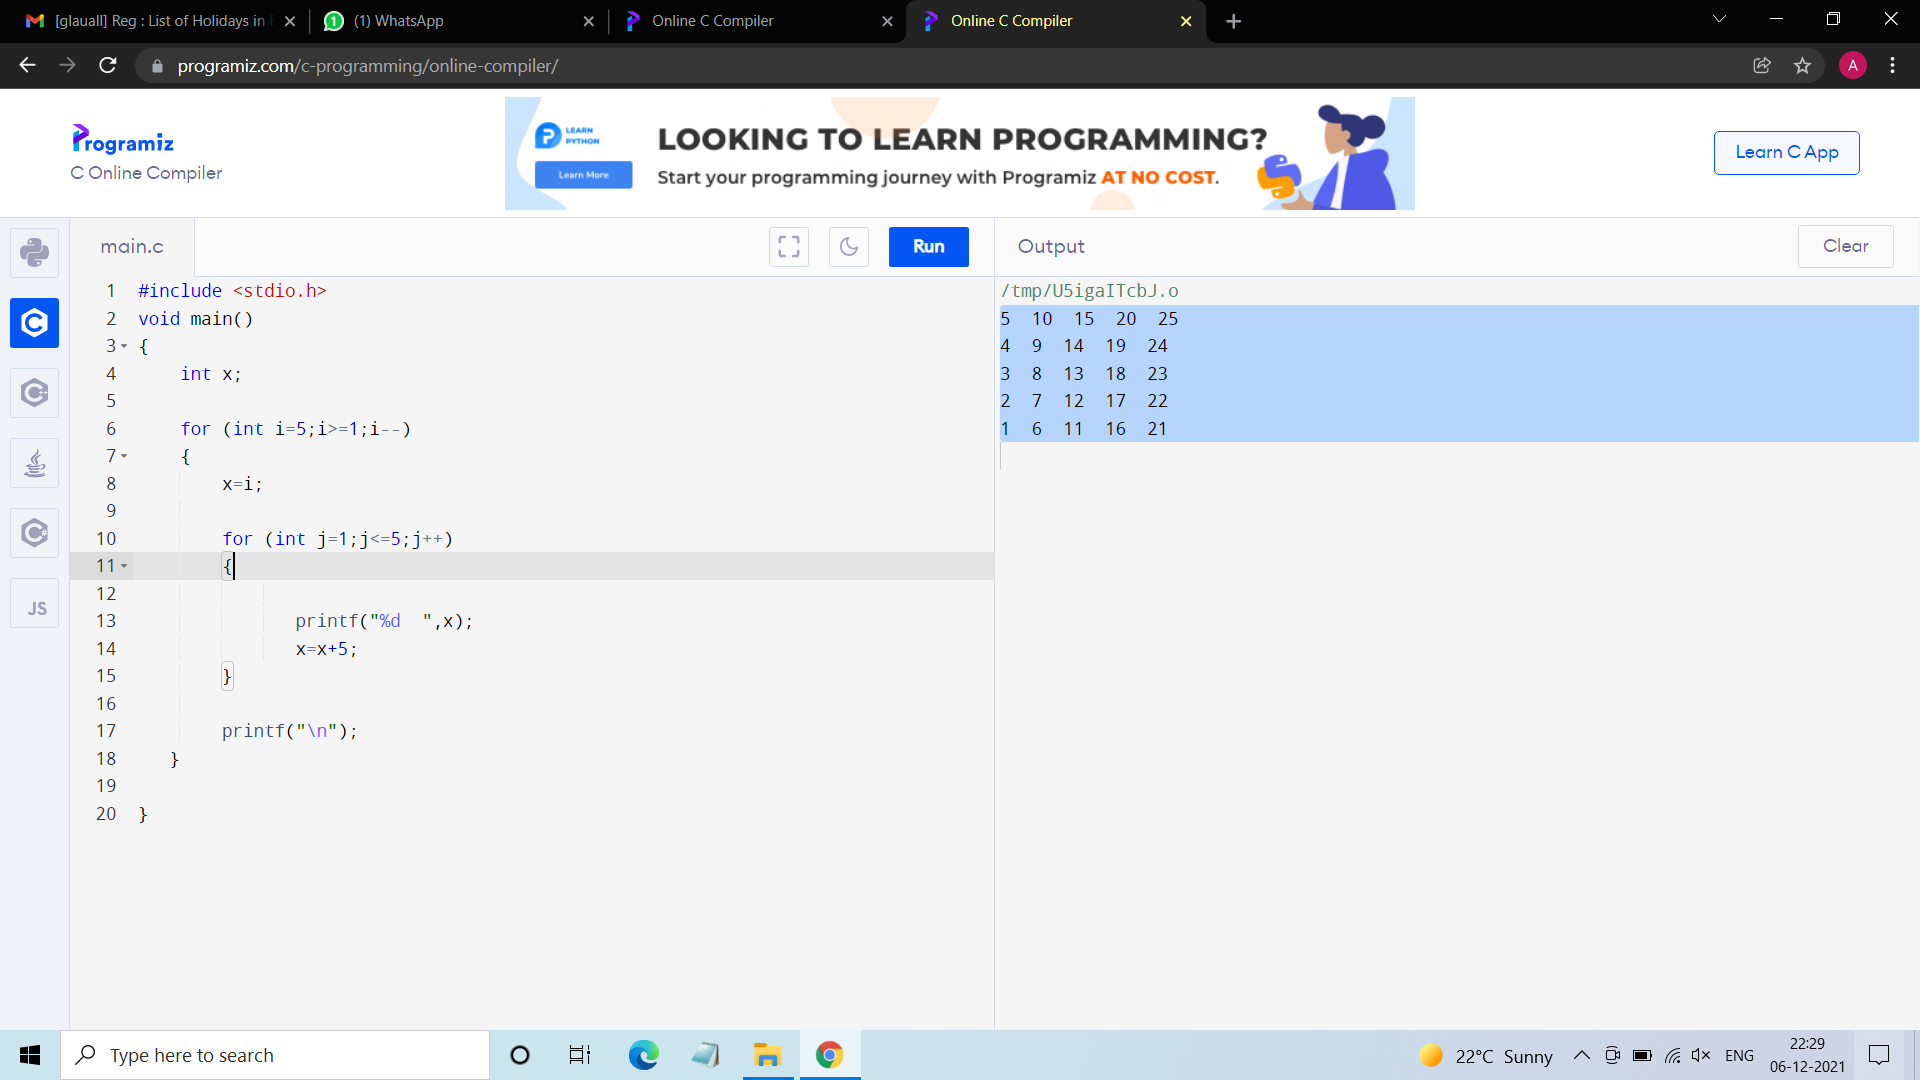 [glauall] Reg : List of Holidays in
(1) WhatsApp
Online C Compiler
Online C Compiler
programiz.com/c-programming/online-compiler/
A
Programiz
C Online Compiler
LEARN PYTHON
Learn More
LOOKING TO LEARN PROGRAMMING?
Start your programming journey with Programiz AT NO COST.
Learn C App
main.c
Run
Output
Clear
JS
1 #include <stdio.h>
2 void main()
3 {
4     int x;
5
6     for (int i=5;i>=1;i--)
7     {
8         x=i;
9
10         for (int j=1;j<=5;j++)
11         {
12
13                printf("%d  ",x);
14                x=x+5;
15         }
16
17         printf("\n");
18    }
19
20 }
/tmp/U5igaITcbJ.o
5  10  15  20  25
4  9  14  19  24
3  8  13  18  23
2  7  12  17  22
1  6  11  16  21
Type here to search
22°C Sunny
ENG
22:29
06-12-2021